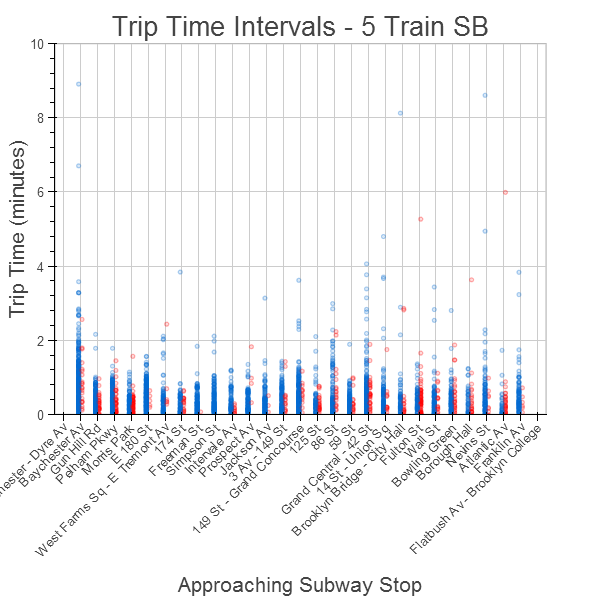 Trip Time Intervals - 5 Train SB
Trip Time (minutes)
10
8
6
4
2
0
chester - Dyre Av
Baychester Av
Gun Hill Rd
Pelham Pkwy
Morris Park
E 180 St
West Farms Sq - E Tremont Av
174 St
Freeman St
Simpson St
Intervale Av
Prospect Av
Jackson Av
3 Av - 149 St
149 St - Grand Concourse
125 St
86 St
59 St
Grand Central - 42 St
14 St - Union Sq
Brooklyn Bridge - City Hall
Fulton St
Wall St
Bowling Green
Borough Hall
Nevins St
Atlantic Av
Franklin Av
Flatbush Av - Brooklyn College
Approaching Subway Stop